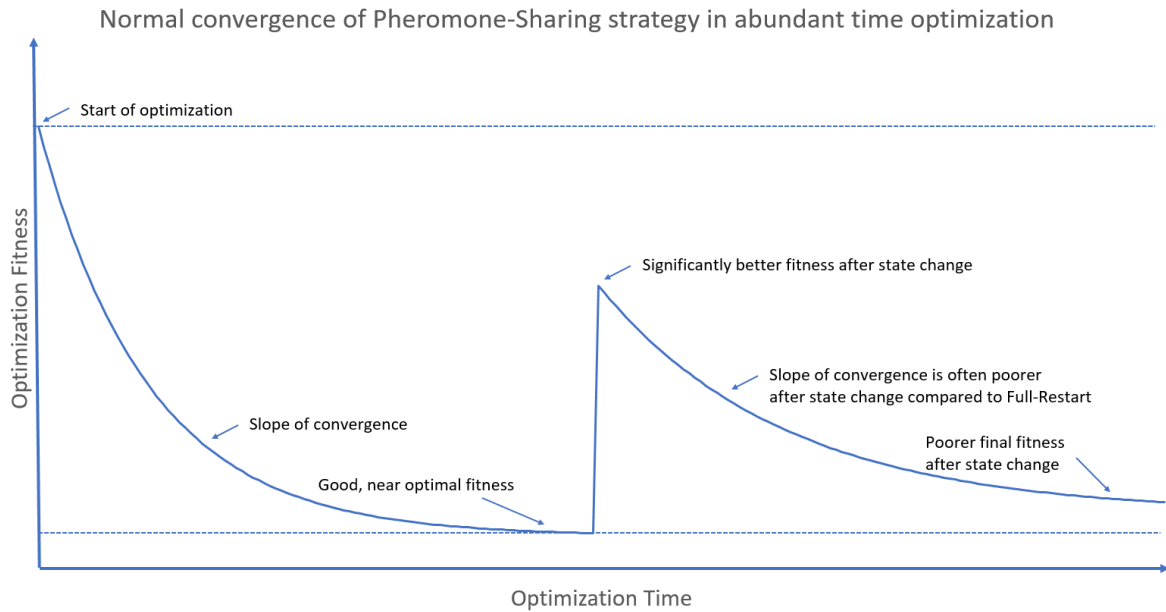 Normal convergence of Pheromone-Sharing strategy in abundant time optimization
Start of optimization
Optimization Fitness
Significantly better fitness after state change
Slope of convergence is often poorer
after state change compared to Full-Restart
Slope of convergence
Poorer final fitness
after state change
Good, near optimal fitness
Optimization Time